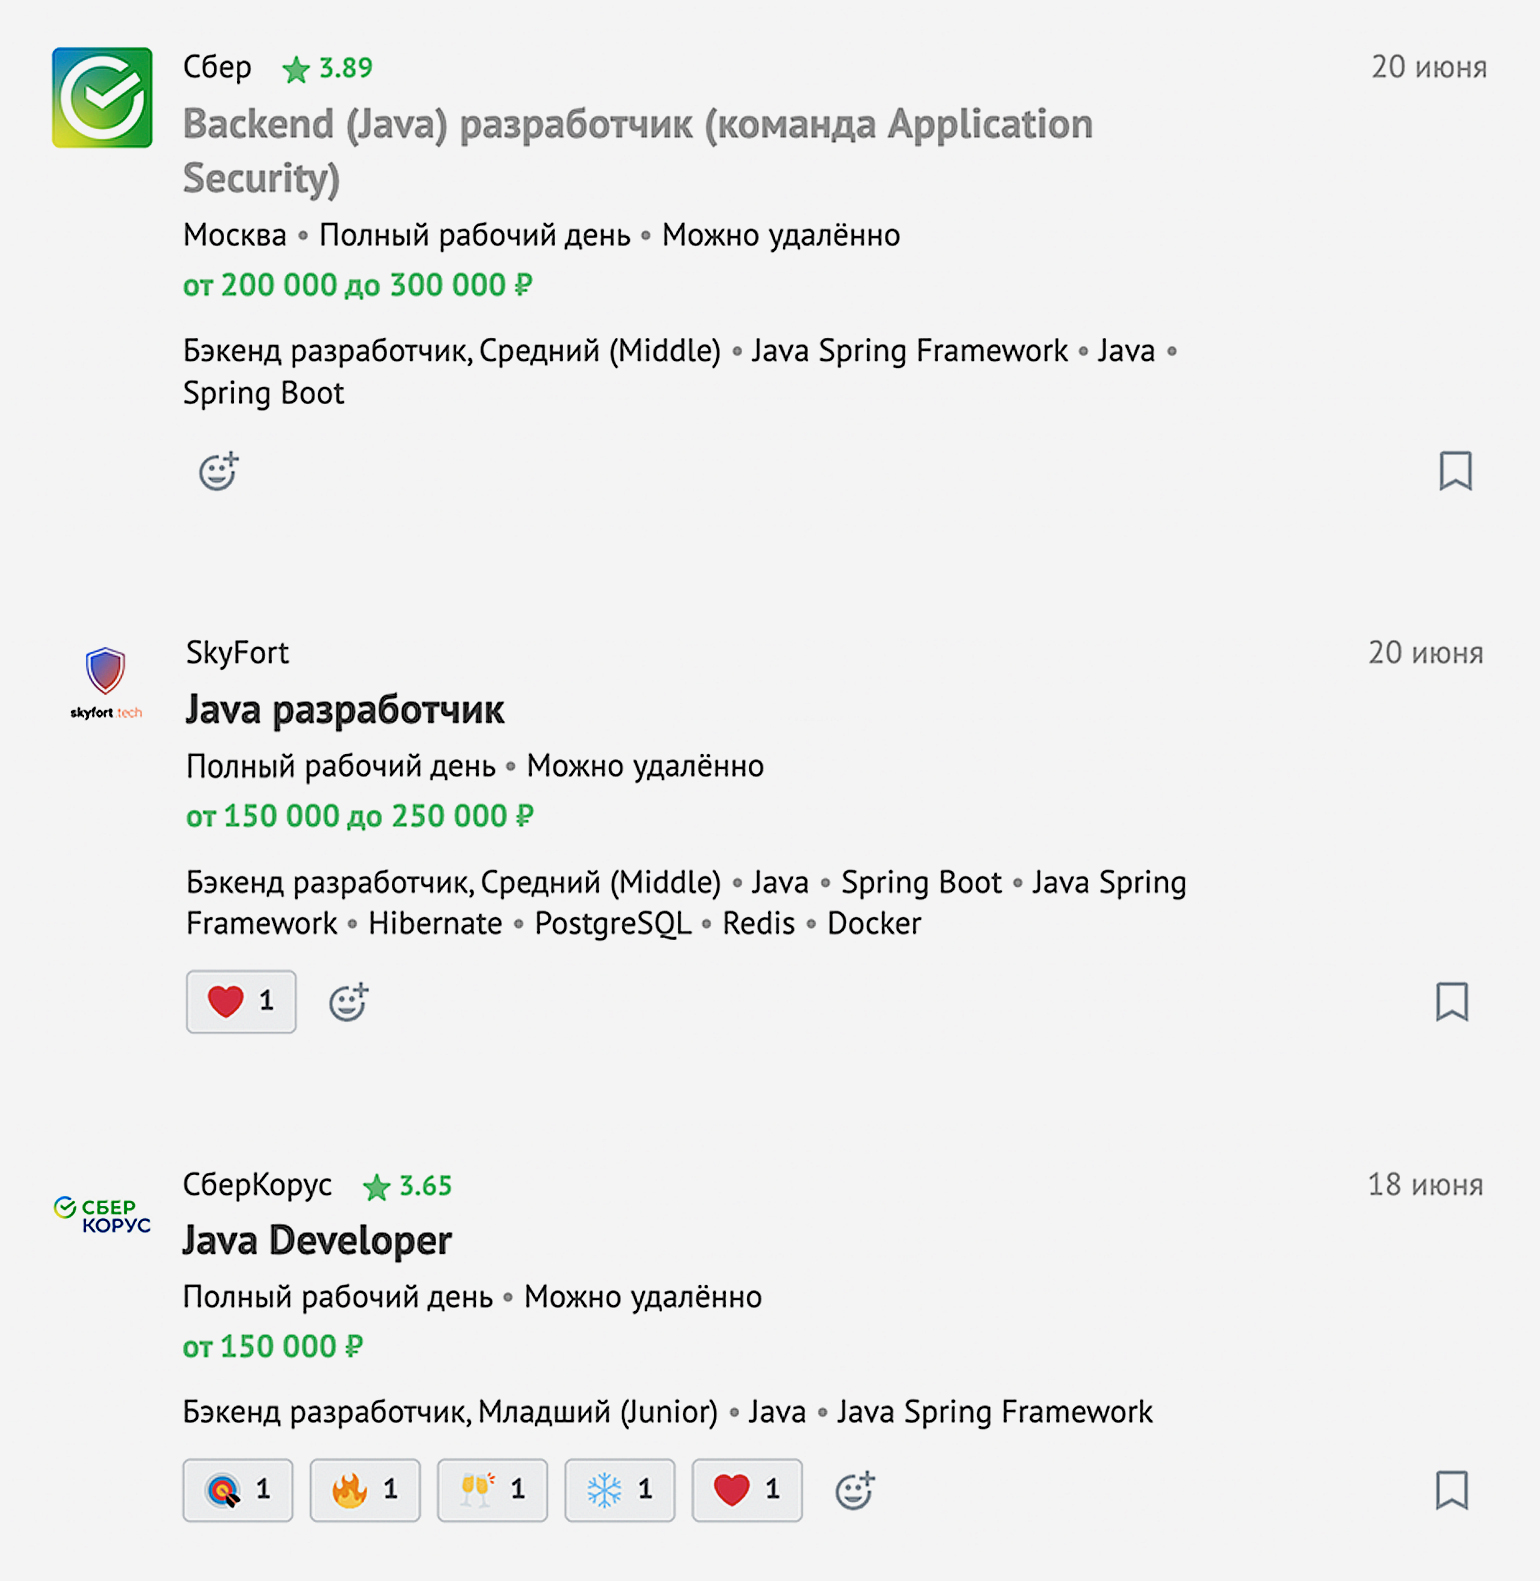 Сбер 3.89 20 июня
Backend (Java) разработчик (команда Application
Security)
Москва • Полный рабочий день • Можно удалённо
от 200 000 до 300 000 ₽
Бэкенд разработчик, Средний (Middle) • Java Spring Framework • Java •
Spring Boot
SkyFort 20 июня
skyfort.tech
Java разработчик
Полный рабочий день • Можно удалённо
от 150 000 до 250 000 ₽
Бэкенд разработчик, Средний (Middle) • Java • Spring Boot • Java Spring
Framework • Hibernate • PostgreSQL • Redis • Docker
1
СберКорус 3.65 18 июня
СБЕР
КОРУС
Java Developer
Полный рабочий день • Можно удалённо
от 150 000 ₽
Бэкенд разработчик, Младший (Junior) • Java • Java Spring Framework
1 1 1 1 1